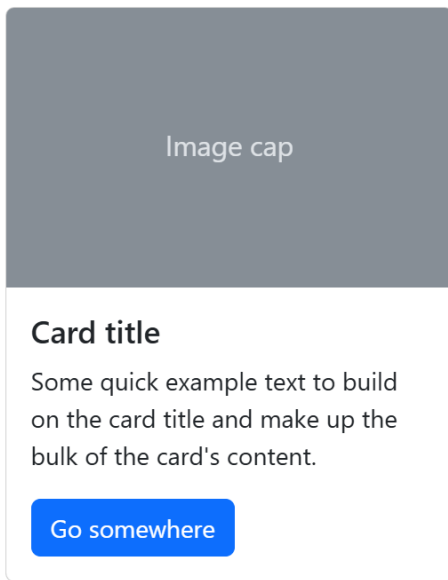 Image cap
Card title
Some quick example text to build
on the card title and make up the
bulk of the card's content.
Go somewhere